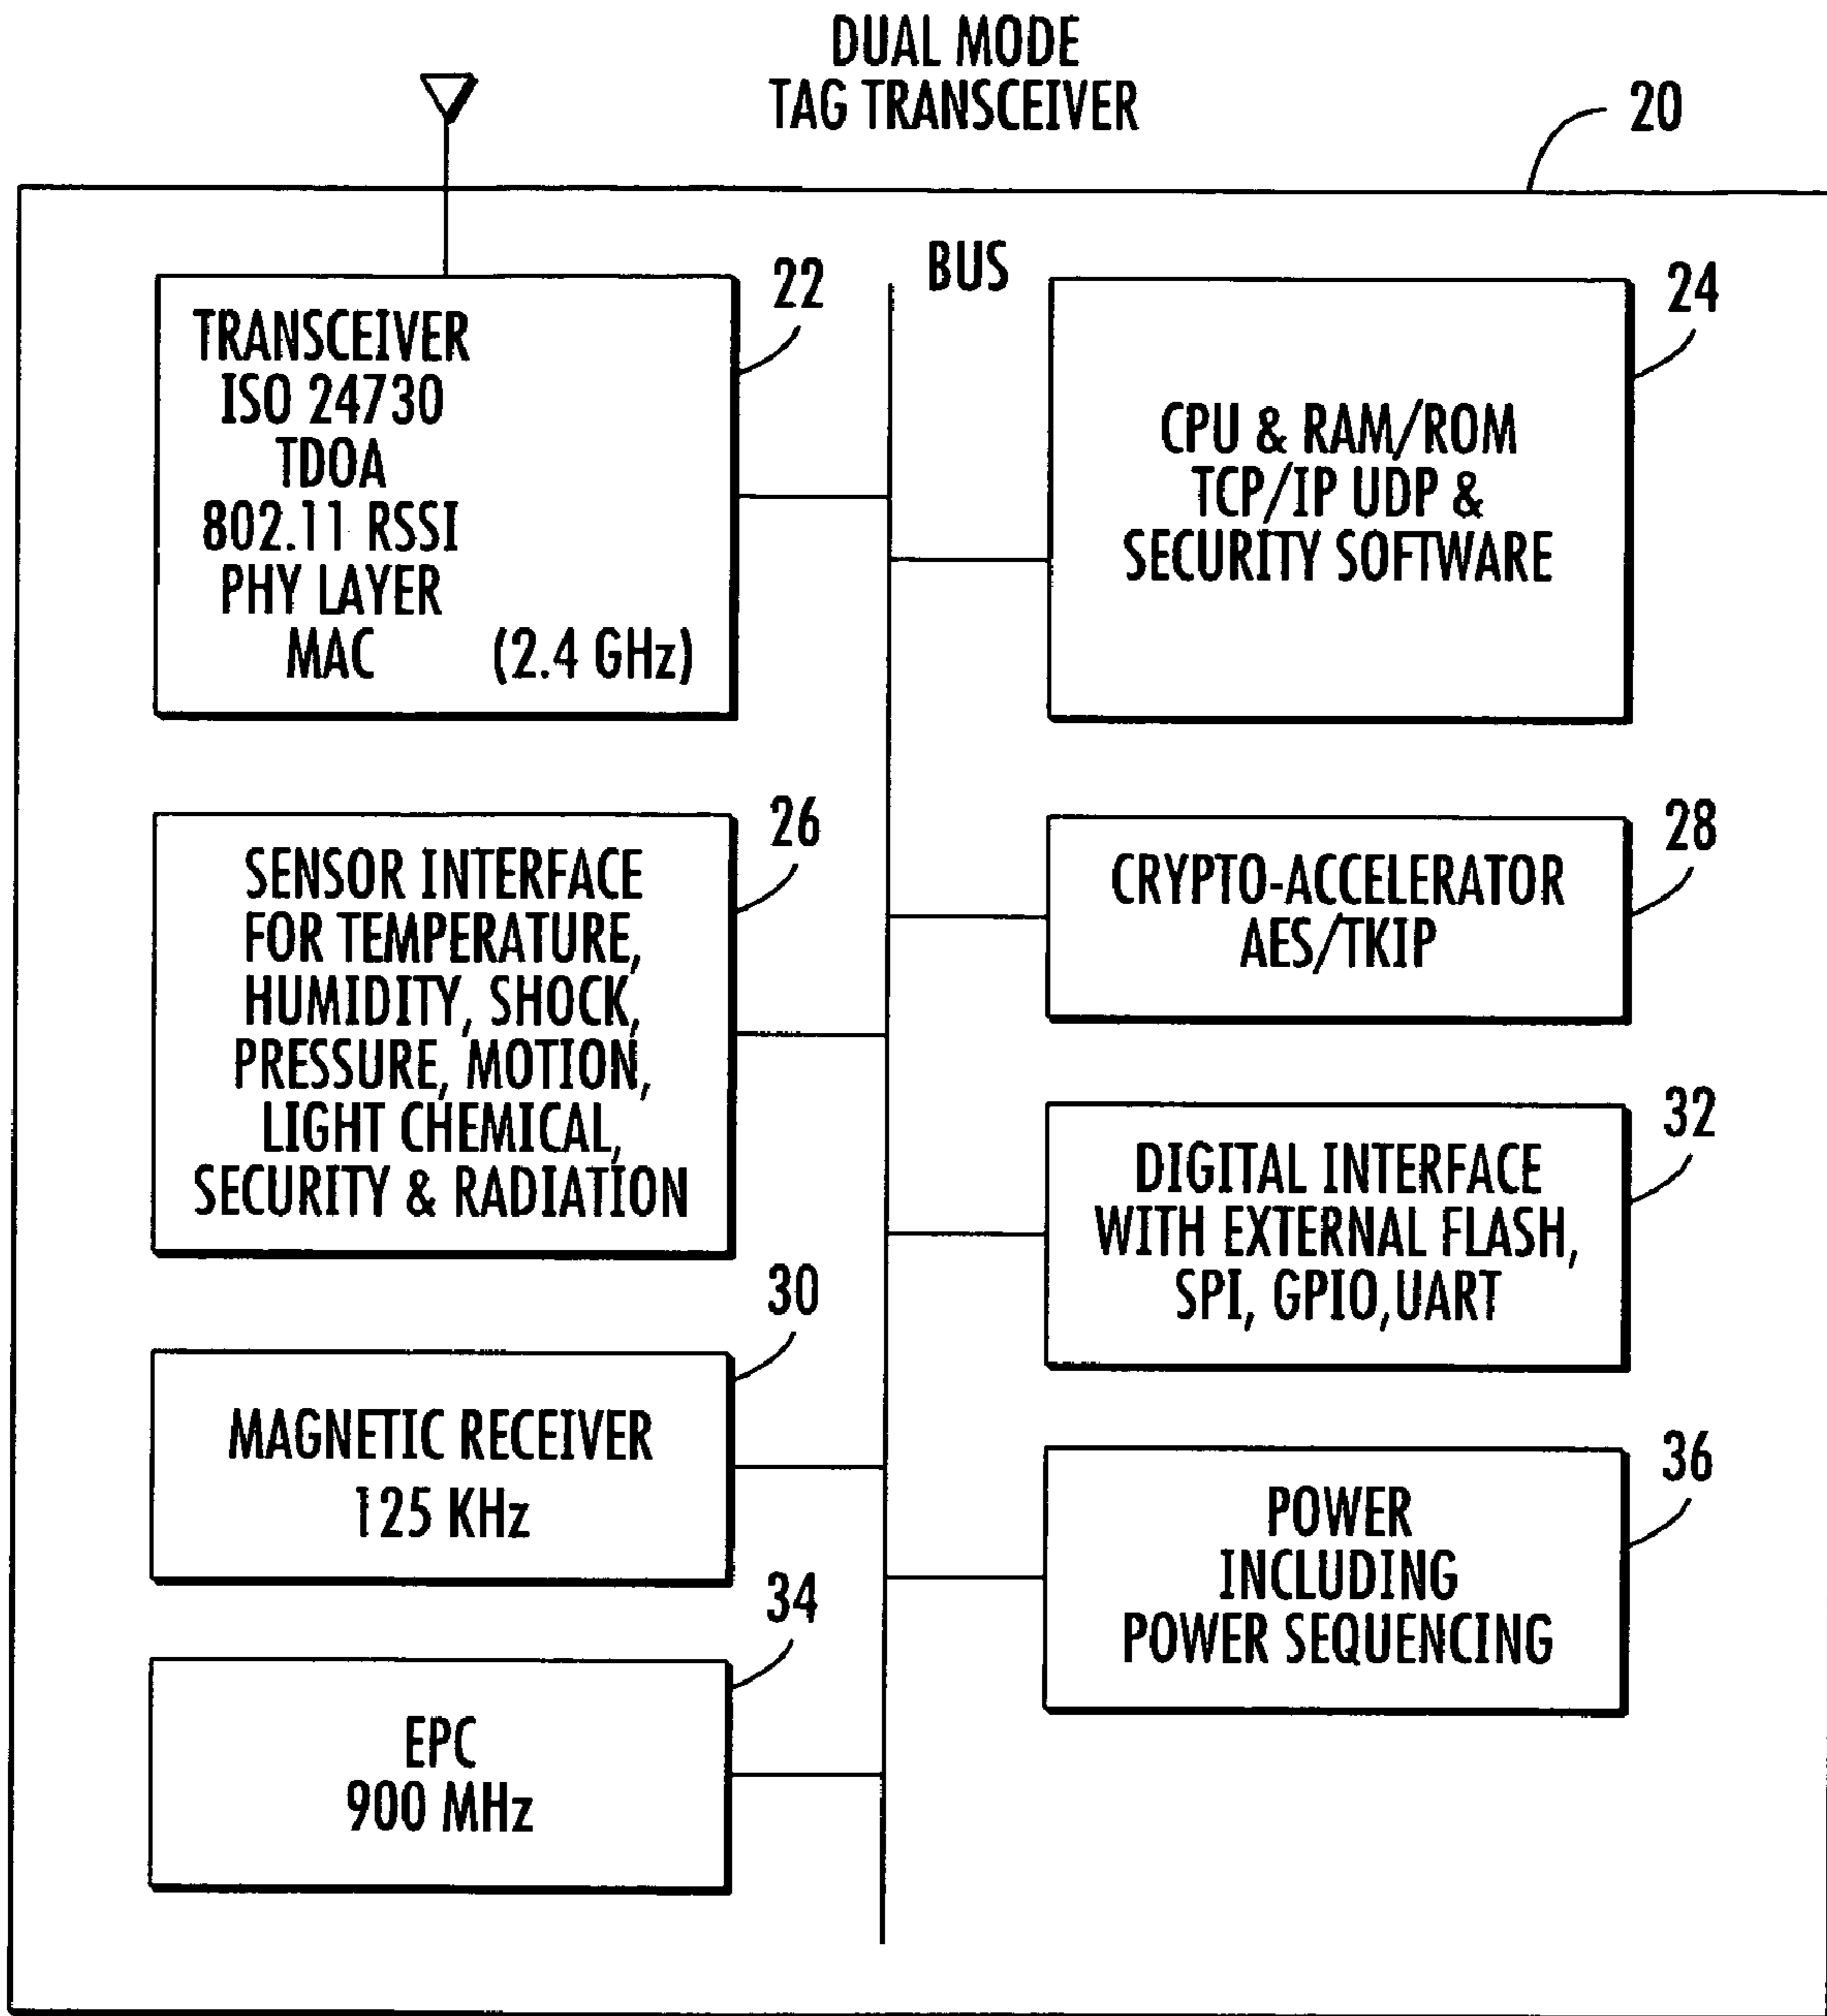 DUAL MODE
TAG TRANSCEIVER
20
BUS
22
TRANSCEIVER
ISO 24730
TDOA
802.11 RSSI
PHY LAYER
MAC (2.4 GHz)
24
CPU & RAM/ROM
TCP/IP UDP &
SECURITY SOFTWARE
26
SENSOR INTERFACE
FOR TEMPERATURE,
HUMIDITY, SHOCK,
PRESSURE, MOTION,
LIGHT CHEMICAL,
SECURITY & RADIATION
28
CRYPTO-ACCELERATOR
AES/TKIP
30
MAGNETIC RECEIVER
125 KHz
32
DIGITAL INTERFACE
WITH EXTERNAL FLASH,
SPI, GPIO,UART
34
EPC
900 MHz
36
POWER
INCLUDING
POWER SEQUENCING